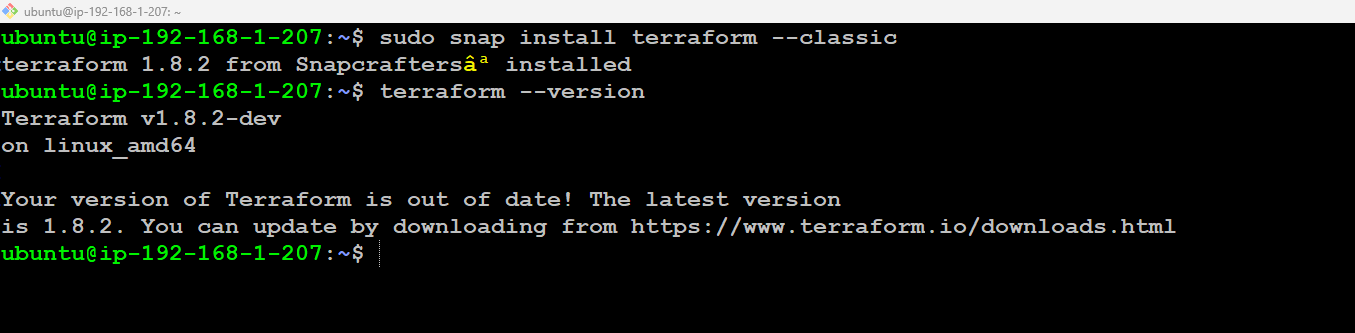 ubuntu@ip-192-168-1-207: ~
ubuntu@ip-192-168-1-207:~$ sudo snap install terraform --classic
terraform 1.8.2 from Snapcraftersâª installed
ubuntu@ip-192-168-1-207:~$ terraform --version
Terraform v1.8.2-dev
on linux_amd64
Your version of Terraform is out of date! The latest version
is 1.8.2. You can update by downloading from https://www.terraform.io/downloads.html
ubuntu@ip-192-168-1-207:~$